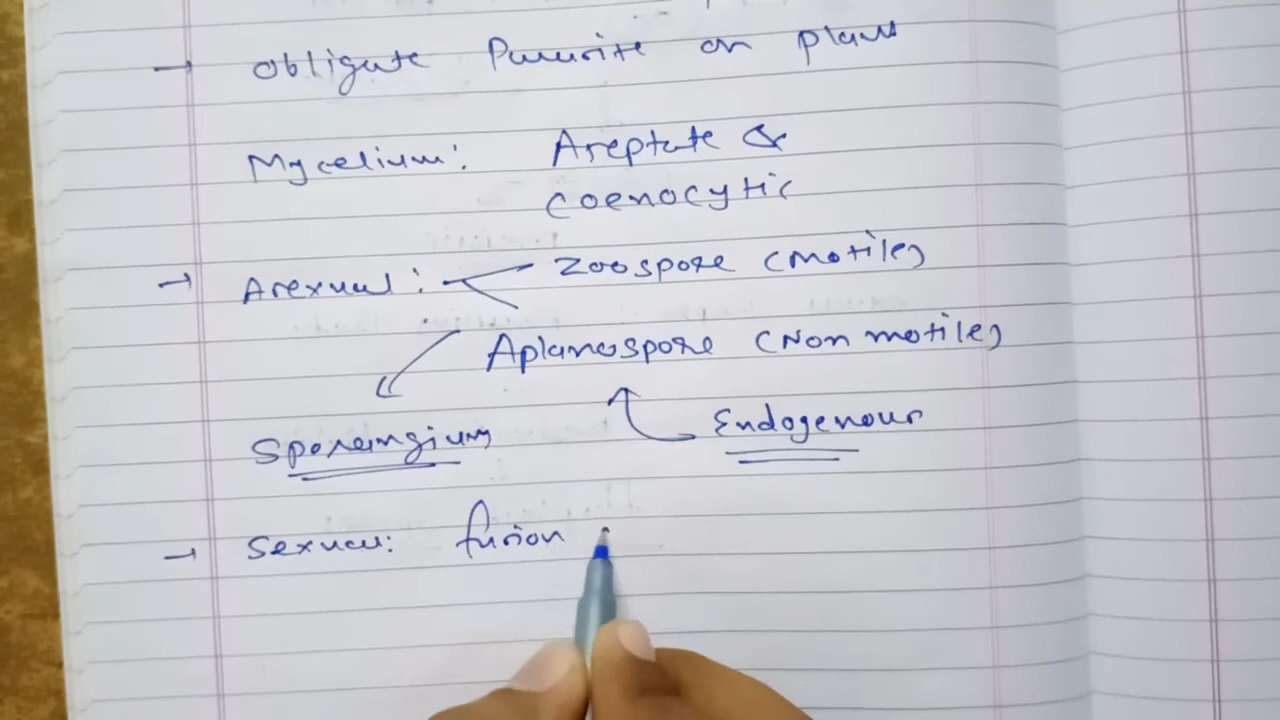 → Obligate Parasite on plants
Mycelium: Aseptate &
Coenocytic
→ Asexual: Zoospore (Motile)
Aplanospore (Non motile)
Sporangium Endogenous
→ Sexual: fusion